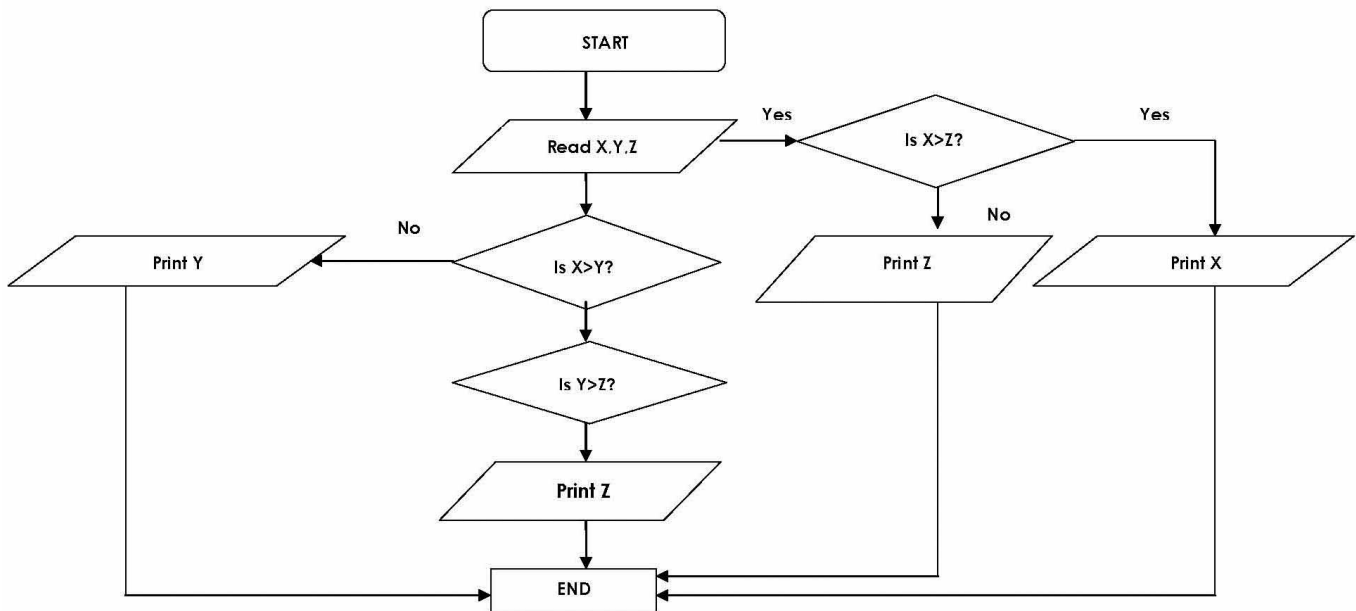 START
Yes
Yes
Read X,Y,Z
Is X>Z?
No
No
Print Y
Is X>Y?
Print Z
Print X
Is Y>Z?
Print Z
END